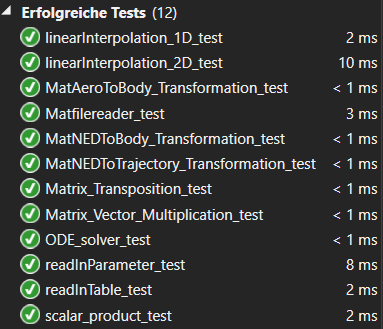 Erfolgreiche Tests (12)
linearInterpolation_1D_test 2 ms
linearInterpolation_2D_test 10 ms
MatAeroToBody_Transformation_test < 1 ms
Matfilereader_test 3 ms
MatNEDToBody_Transformation_test < 1 ms
MatNEDToTrajectory_Transformation_test < 1 ms
Matrix_Transposition_test < 1 ms
Matrix_Vector_Multiplication_test < 1 ms
ODE_solver_test < 1 ms
readInParameter_test 8 ms
readInTable_test 2 ms
scalar_product_test 2 ms